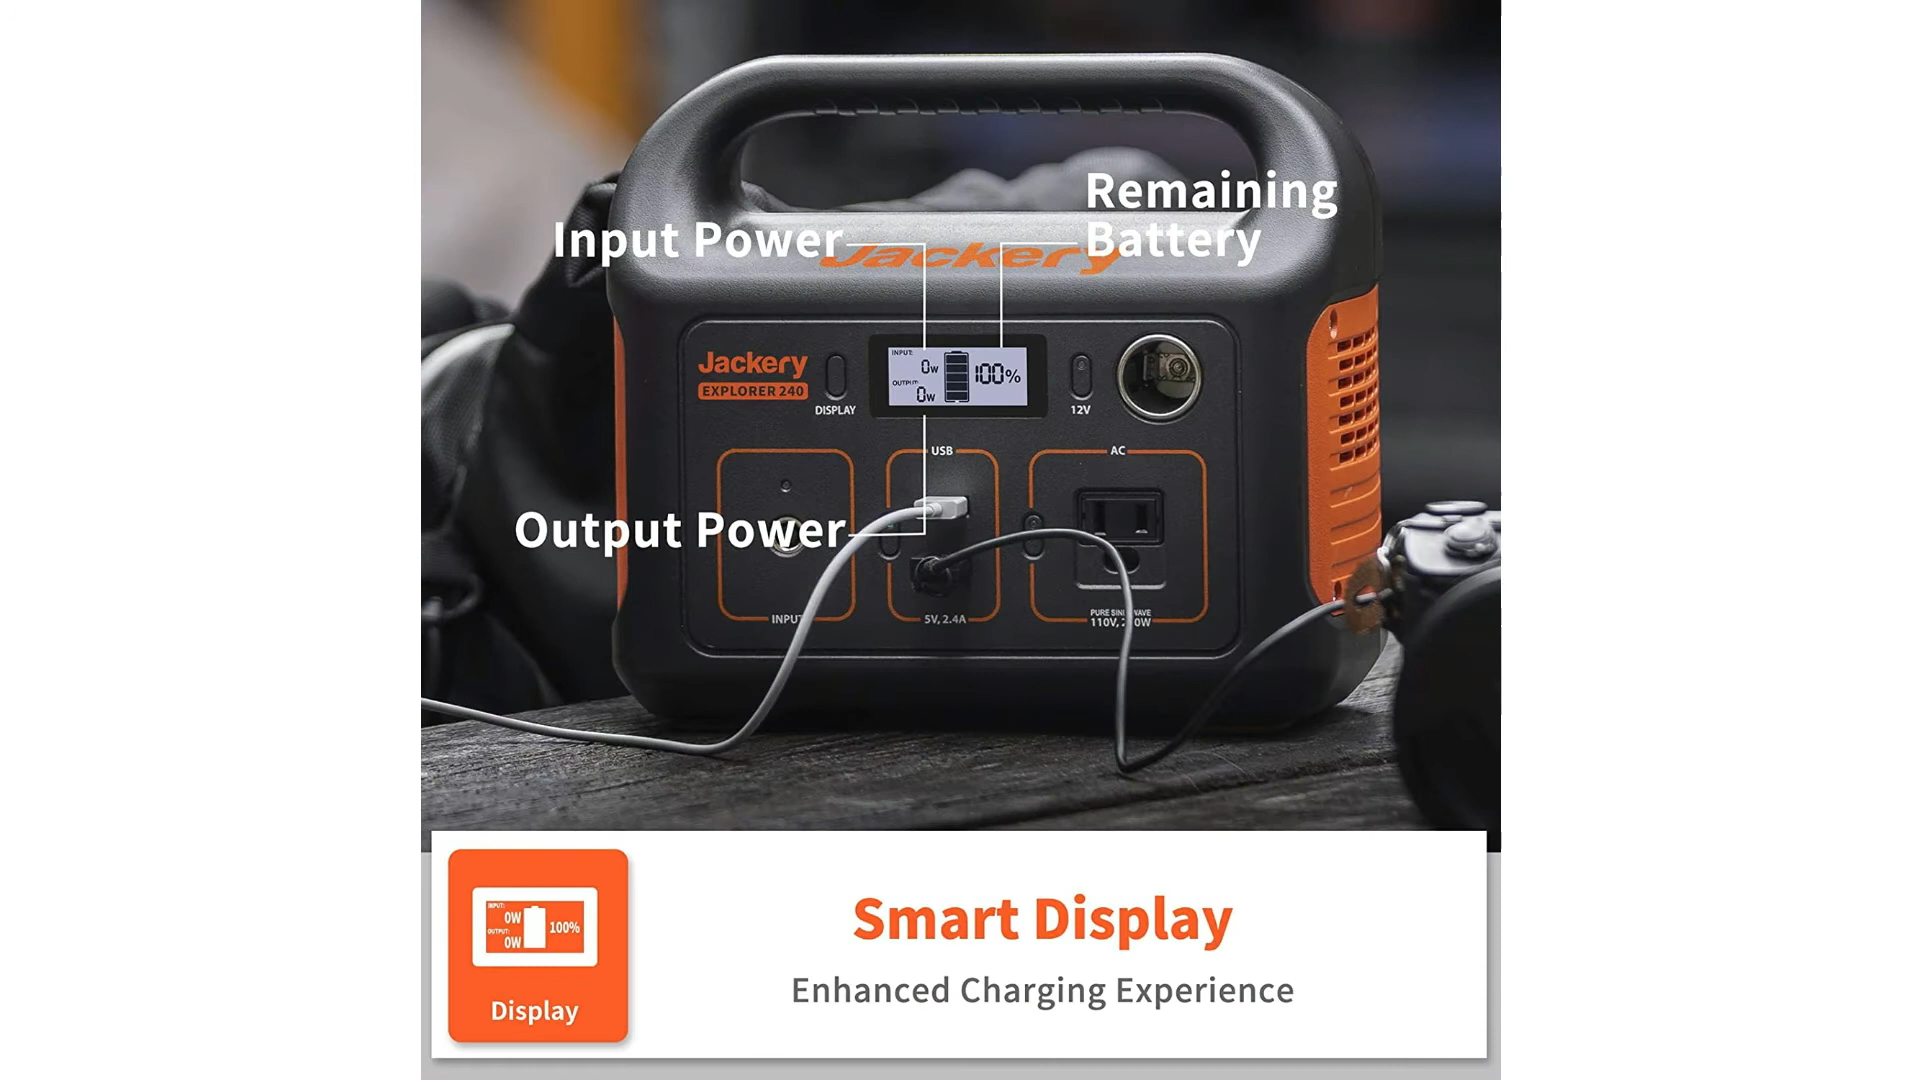 Remaining
Input Power
Battery
Jackery
Jackery
EXPLORER 240
DISPLAY
INPUT:
0W
OUTPUT:
0W
100%
12V
USB
AC
Output Power
INPUT
5V, 2.4A
PURE SINE WAVE
110V,
INPUT:
0W
OUTPUT:
0W
100%
Display
Smart Display
Enhanced Charging Experience